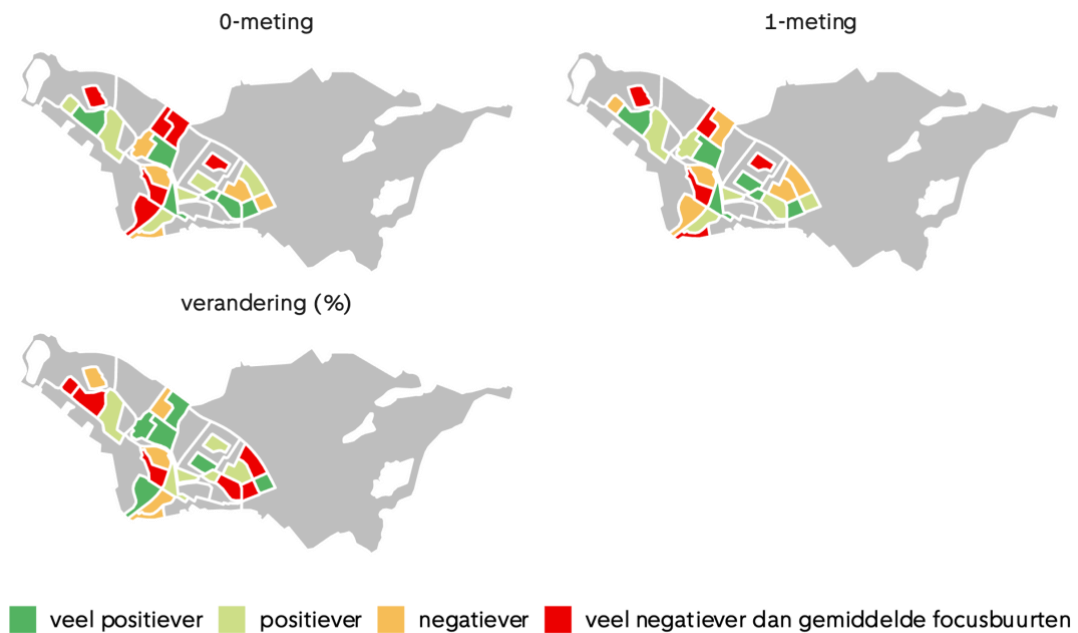 0-meting
1-meting
verandering (%)
veel positiever
positiever
negatiever
veel negatiever dan gemiddelde focusbuurten